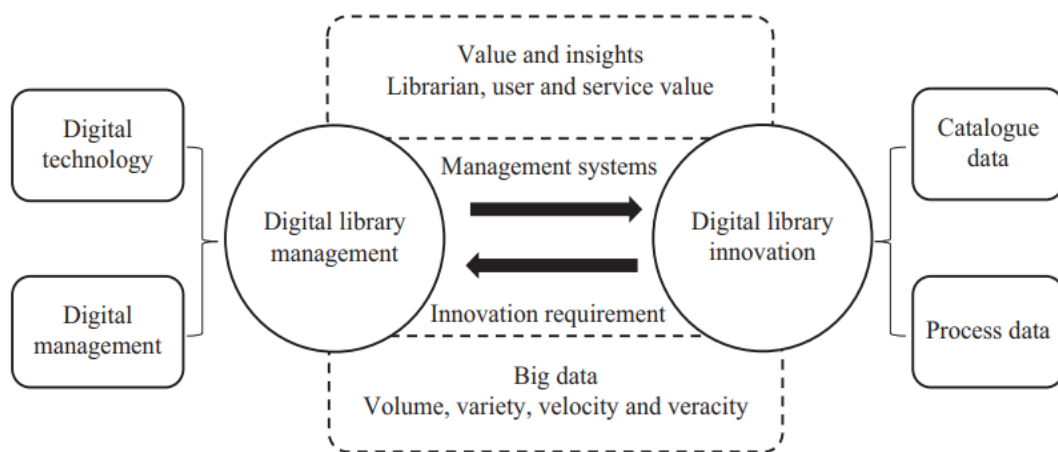 Value and insights
Librarian, user and service value
Digital
technology
Digital
management
Digital library
management
Management systems
Innovation requirement
Digital library
innovation
Catalogue
data
Process data
Big data
Volume, variety, velocity and veracity